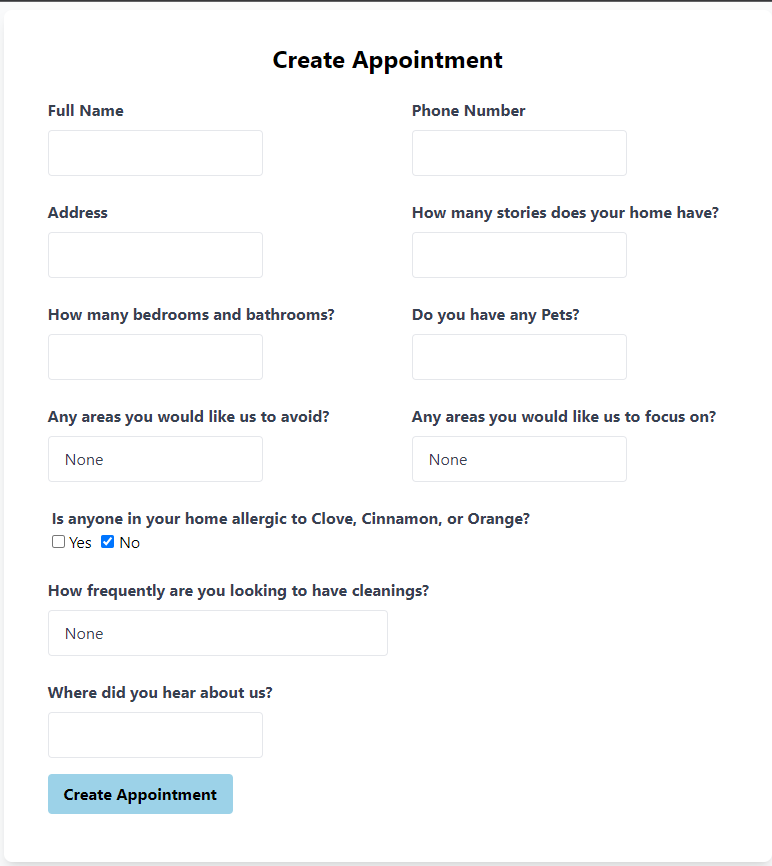 Create Appointment
Full Name
Phone Number
Address
How many stories does your home have?
How many bedrooms and bathrooms?
Do you have any Pets?
Any areas you would like us to avoid?
Any areas you would like us to focus on?
None
None
Is anyone in your home allergic to Clove, Cinnamon, or Orange?
Yes No
How frequently are you looking to have cleanings?
None
Where did you hear about us?
Create Appointment